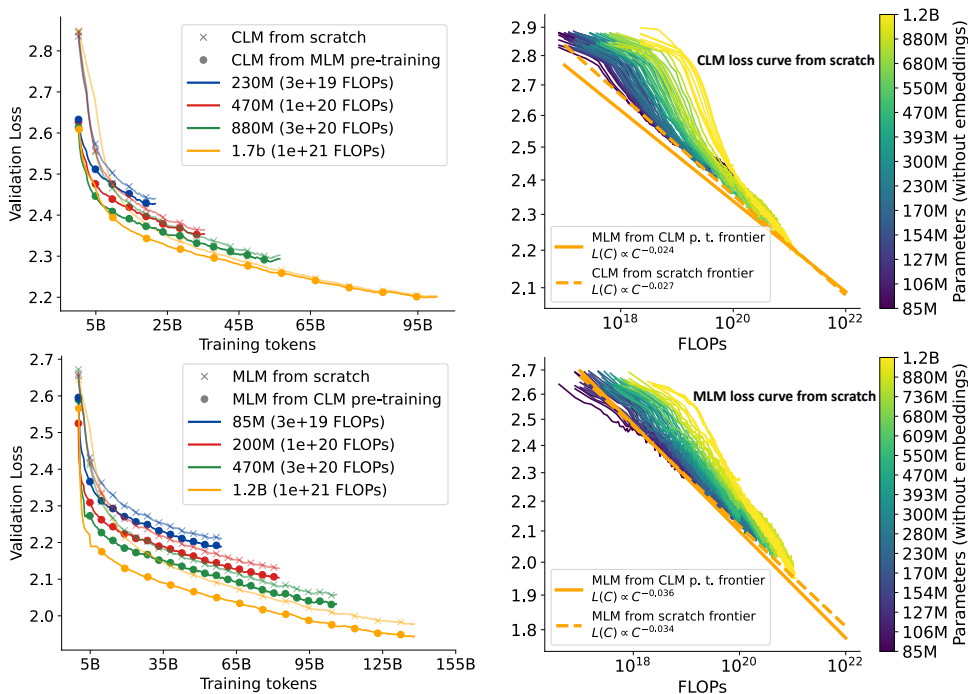 2.8
2.7
2.6
2.5
2.4
2.3
2.2
Validation Loss
5B
25B
45B
65B
95B
Training tokens
CLM from scratch
CLM from MLM pre-training
230M (3e+19 FLOPs)
470M (1e+20 FLOPs)
880M (3e+20 FLOPs)
1.7b (1e+21 FLOPs)
2.9
2.8
2.7
2.6
2.5
2.4
2.3
2.2
2.1
CLM loss curve from scratch
MLM from CLM p. t. frontier
L(C) ∝ C^−0.024
CLM from scratch frontier
L(C) ∝ C^−0.027
10^18
10^20
10^22
FLOPs
1.2B
880M
736M
680M
609M
550M
470M
393M
300M
230M
170M
154M
127M
106M
85M
Parameters (without embeddings)
2.7
2.6
2.5
2.4
2.3
2.2
2.1
2.0
Validation Loss
5B
35B
65B
95B
125B
155B
Training tokens
MLM from scratch
MLM from CLM pre-training
85M (3e+19 FLOPs)
200M (1e+20 FLOPs)
470M (3e+20 FLOPs)
1.2B (1e+21 FLOPs)
2.7
2.6
2.5
2.4
2.3
2.2
2.1
2.0
1.9
1.8
MLM loss curve from scratch
MLM from CLM p. t. frontier
L(C) ∝ C^−0.036
MLM from scratch frontier
L(C) ∝ C^−0.034
10^18
10^20
10^22
FLOPs
1.2B
880M
736M
680M
609M
550M
470M
393M
300M
280M
230M
170M
154M
127M
106M
85M
Parameters (without embeddings)